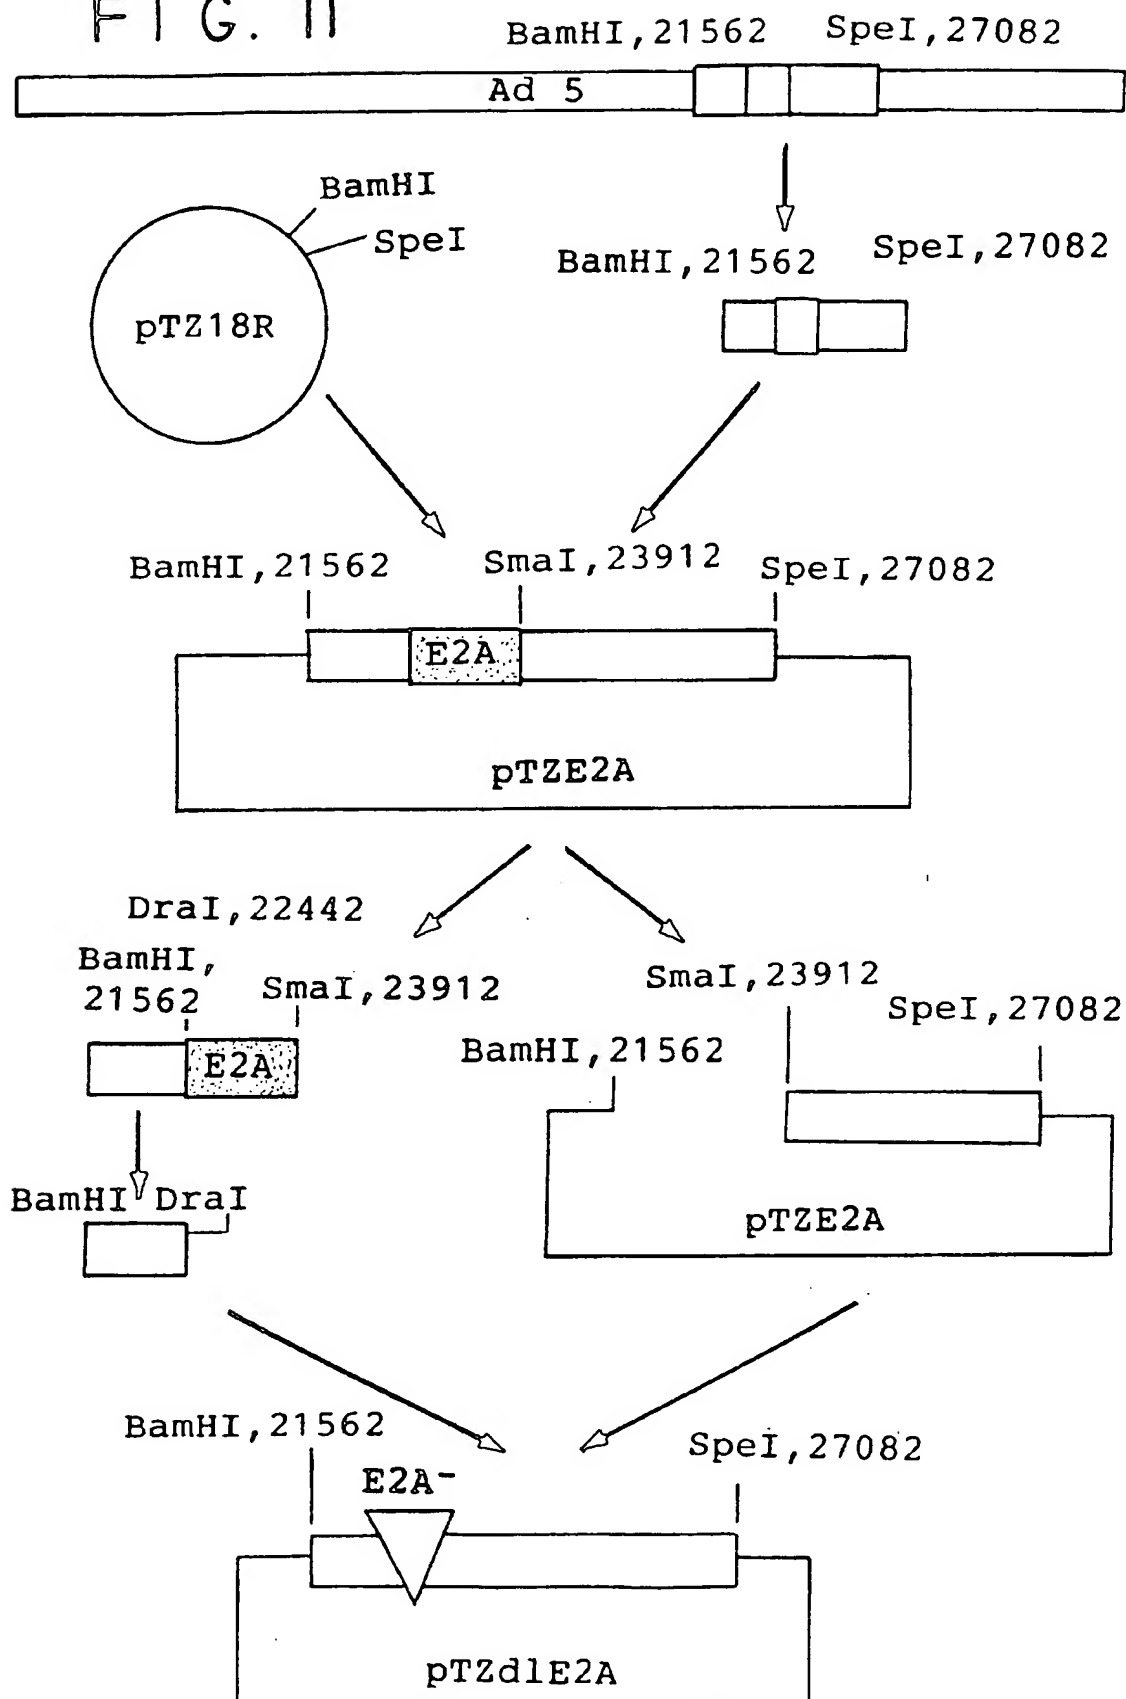 FIG. 11
BamHI,21562 SpeI,27082
Ad 5
BamHI
SpeI
pTZ18R
BamHI,21562 SpeI,27082
BamHI,21562 SmaI,23912 SpeI,27082
E2A
pTZE2A
DraI,22442
BamHI,
21562 SmaI,23912
E2A
SmaI,23912
SpeI,27082
BamHI,21562
BamHI DraI
pTZE2A
BamHI,21562 SpeI,27082
E2A-
pTZdlE2A